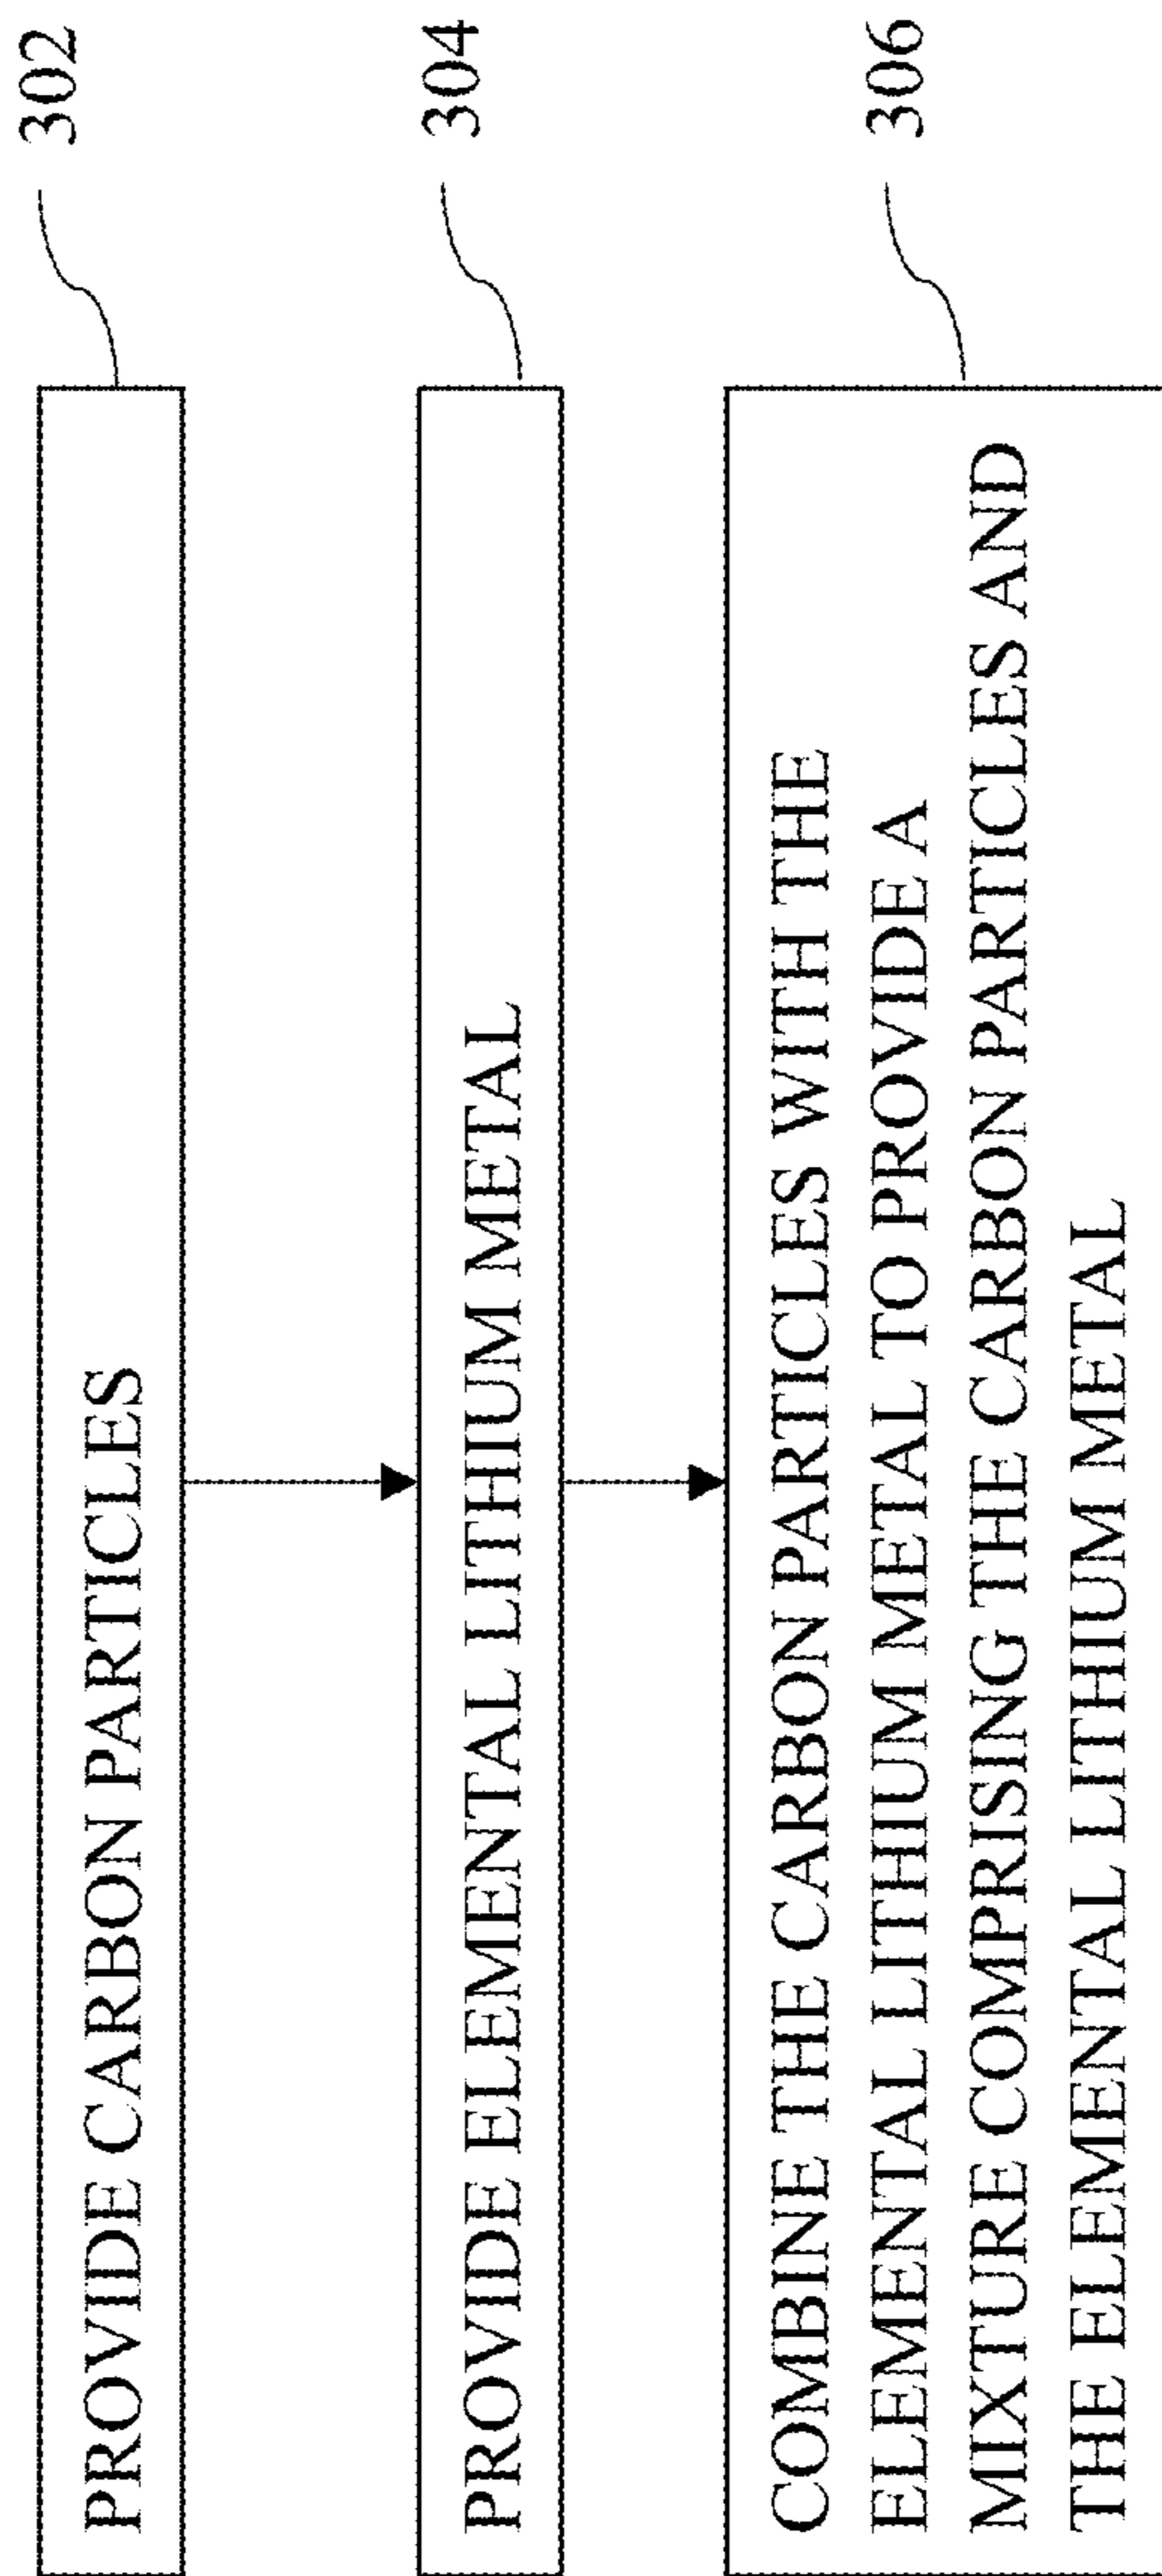 PROVIDE CARBON PARTICLES
302
PROVIDE ELEMENTAL LITHIUM METAL
304
COMBINE THE CARBON PARTICLES WITH THE
ELEMENTAL LITHIUM METAL TO PROVIDE A
MIXTURE COMPRISING THE CARBON PARTICLES AND
THE ELEMENTAL LITHIUM METAL
306